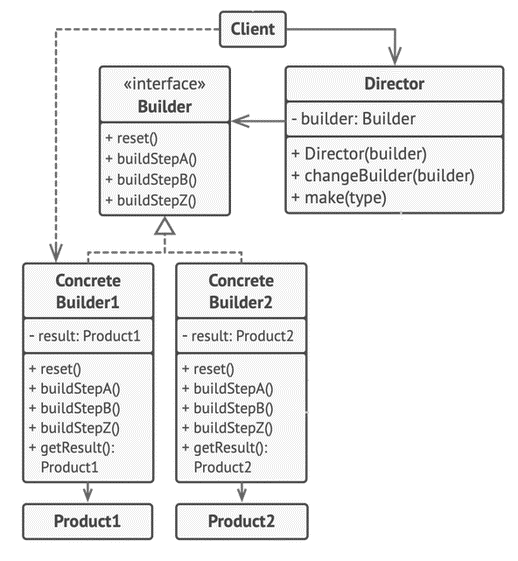 Client
«interface»
Builder
+ reset()
+ buildStepA()
+ buildStepB()
+ buildStepZ()
Director
- builder: Builder
+ Director(builder)
+ changeBuilder(builder)
+ make(type)
Concrete
Builder1
- result: Product1
+ reset()
+ buildStepA()
+ buildStepB()
+ buildStepZ()
+ getResult():
Product1
Concrete
Builder2
- result: Product2
+ reset()
+ buildStepA()
+ buildStepB()
+ buildStepZ()
+ getResult():
Product2
Product1
Product2